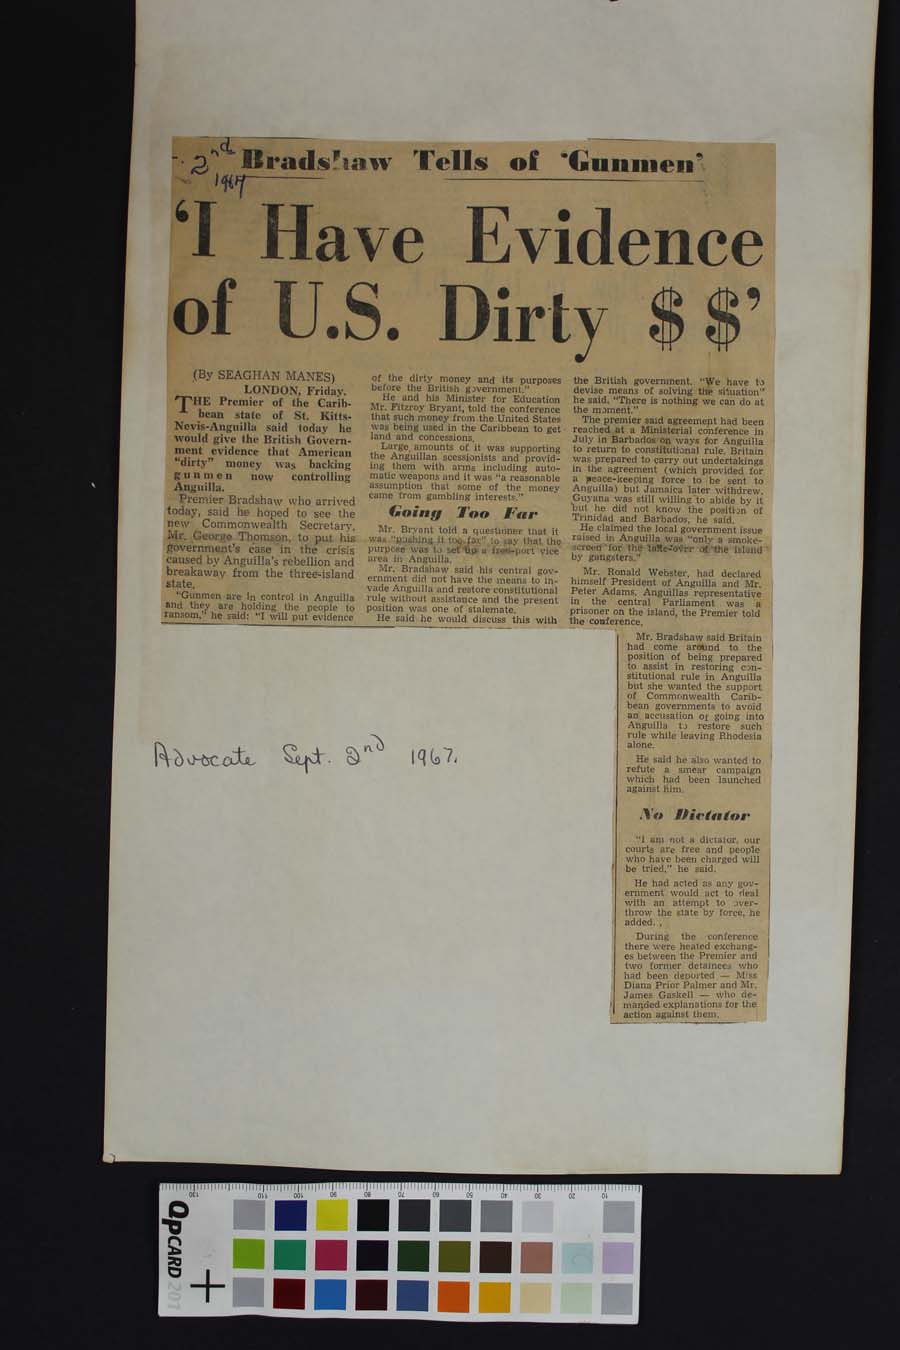 2nd
1967
Bradshaw Tells of 'Gunmen'
'I Have Evidence
of U.S. Dirty $$'
(By SEAGHAN MANES)
LONDON, Friday.
THE Premier of the Carib-
bean state of St. Kitts-
Nevis-Anguilla said today he
would give the British Govern-
ment evidence that American
"dirty" money was backing
gunmen now controlling
Anguilla.
Premier Bradshaw who arrived
today, said he hoped to see the
new Commonwealth Secretary,
Mr. George Thomson, to put his
government's case in the crisis
caused by Anguilla's rebellion and
breakaway from the three-island
state.
"Gunmen are in control in Anguilla
and they are holding the people to
ransom," he said: "I will put evidence
of the dirty money and its purposes
before the British government."
He and his Minister for Education
Mr. Fitzroy Bryant, told the conference
that such money from the United States
was being used in the Caribbean to get
land and concessions.
Large amounts of it was supporting
the Anguillan scessionists and provid-
ing them with arms including auto-
matic weapons and it was "a reasonable
assumption that some of the money
came from gambling interests."
Going Too Far
Mr. Bryant told a questioner that it
was "pushing it too far" to say that the
purpose was to set up a free-port vice
area in Anguilla.
Mr. Bradshaw said his central gov-
ernment did not have the means to in-
vade Anguilla and restore constitutional
rule without assistance and the present
position was one of stalemate.
He said he would discuss this with
the British government. "We have to
devise means of solving the situation"
he said, "There is nothing we can do at
the moment."
The premier said agreement had been
reached at a Ministerial conference in
July in Barbados on ways for Anguilla
to return to constitutional rule. Britain
was prepared to carry out undertakings
in the agreement (which provided for
a peace-keeping force to be sent to
Anguilla) but Jamaica later withdrew.
Guyana was still willing to abide by it
but he did not know the position of
Trinidad and Barbados, he said.
He claimed the local government issue
raised in Anguilla was "only a smoke-
screen for the take-over of the island
by gangsters."
Mr. Ronald Webster, had declared
himself President of Anguilla and Mr.
Peter Adams, Anguillas representative
in the central Parliament was a
prisoner on the island, the Premier told
the conference.
Mr. Bradshaw said Britain
had come around to the
position of being prepared
to assist in restoring con-
stitutional rule in Anguilla
but she wanted the support
of Commonwealth Carib-
bean governments to avoid
an accusation of going into
Anguilla to restore such
rule while leaving Rhodesia
alone.
He said he also wanted to
refute a smear campaign
which had been launched
against him.
No Dictator
"I am not a dictator, our
courts are free and people
who have been charged will
be tried," he said.
He had acted as any gov-
ernment would act to deal
with an attempt to over-
throw the state by force, he
added.
During the conference
there were heated exchang-
es between the Premier and
two former detainees who
had been deported — Miss
Diana Prior Palmer and Mr.
James Gaskell — who de-
manded explanations for the
action against them.
Advocate Sept. 2nd 1967.
130 110 100 90 80 70 60 50 40 30 20 10
QPCARD 201